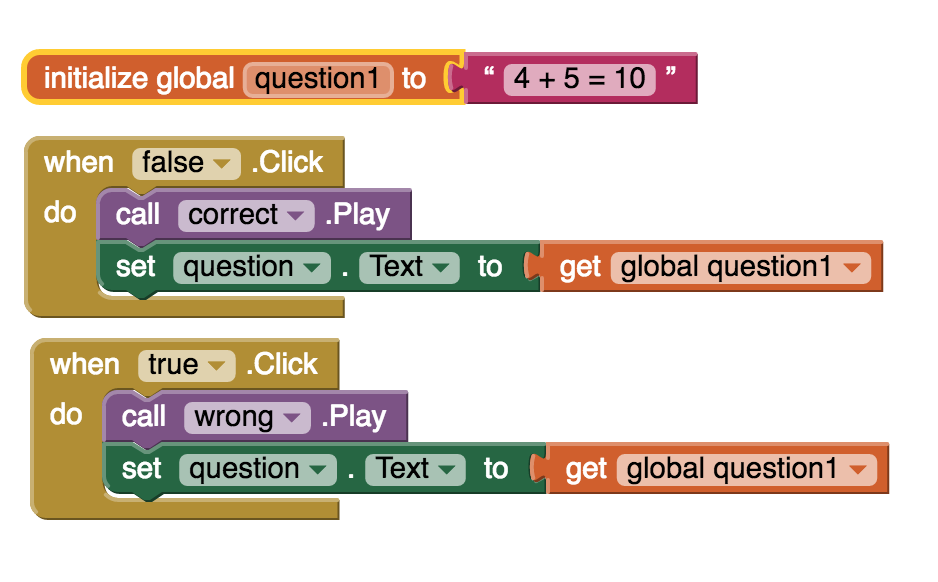 initialize global question1 to “ 4 + 5 = 10 ”
when false .Click
do call correct .Play
set question . Text to get global question1
when true .Click
do call wrong .Play
set question . Text to get global question1